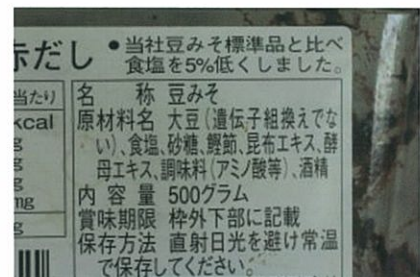 赤だし
●当社豆みそ標準品と比べ
食塩を5%低くしました。
当たり
kcal
g
g
mg
g
名 称 豆みそ
原材料名 大豆(遺伝子組換えでな
い)、食塩、砂糖、鰹節、昆布エキス、酵
母エキス、調味料(アミノ酸等)、酒精
内 容 量 500グラム
賞味期限 枠外下部に記載
保存方法 直射日光を避け常温
で保存してください。